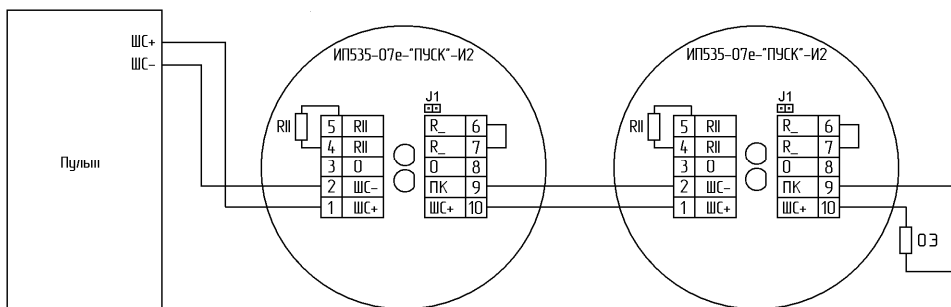 ШС+
ШС-
Пульт
ИП535-07е-"ПУСК"-И2
J1
RII
5 RII
4 RII
3 0
2 ШС-
1 ШС+
R_ 6
R_ 7
0 8
ПК 9
ШС+ 10
ИП535-07е-"ПУСК"-И2
J1
RII
5 RII
4 RII
3 0
2 ШС-
1 ШС+
R_ 6
R_ 7
0 8
ПК 9
ШС+ 10
ОЭ